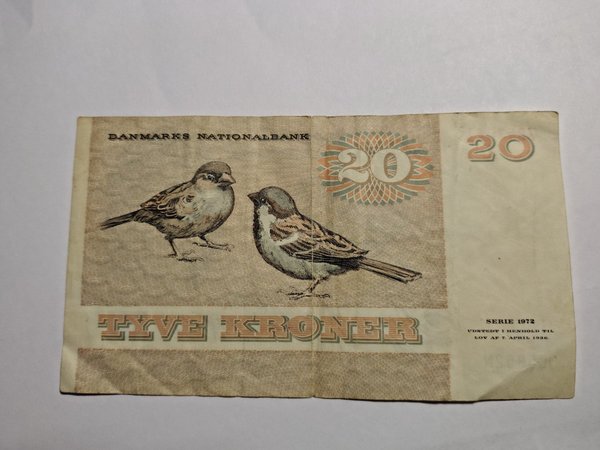 DANMARKS NATIONALBANK
20
20
TYVE KRONER
SERIE 1972
UDSTEDT I HENHOLD TIL
LOV AF 7. APRIL 1936